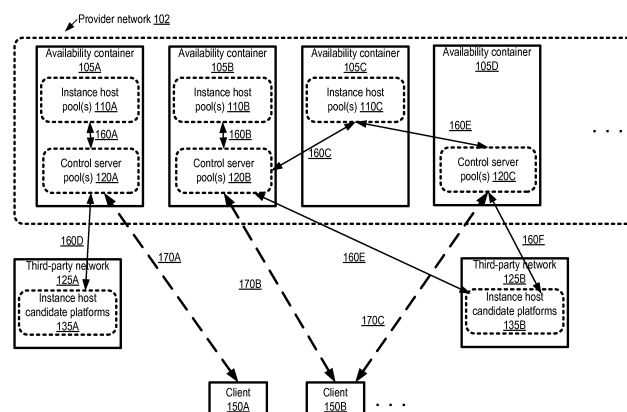 Provider network 102
Availability container
105A
Availability container
105B
Availability container
105C
Availability container
105D
Instance host
pool(s) 110A
Instance host
pool(s) 110B
Instance host
pool(s) 110C
160A
160B
160C
160E
. . .
Control server
pool(s) 120A
Control server
pool(s) 120B
Control server
pool(s) 120C
160D
170A
170B
160E
160F
170C
Third-party network
125A
Instance host
candidate platforms
135A
Third-party network
125B
Instance host
candidate platforms
135B
Client
150A
Client
150B
. . .